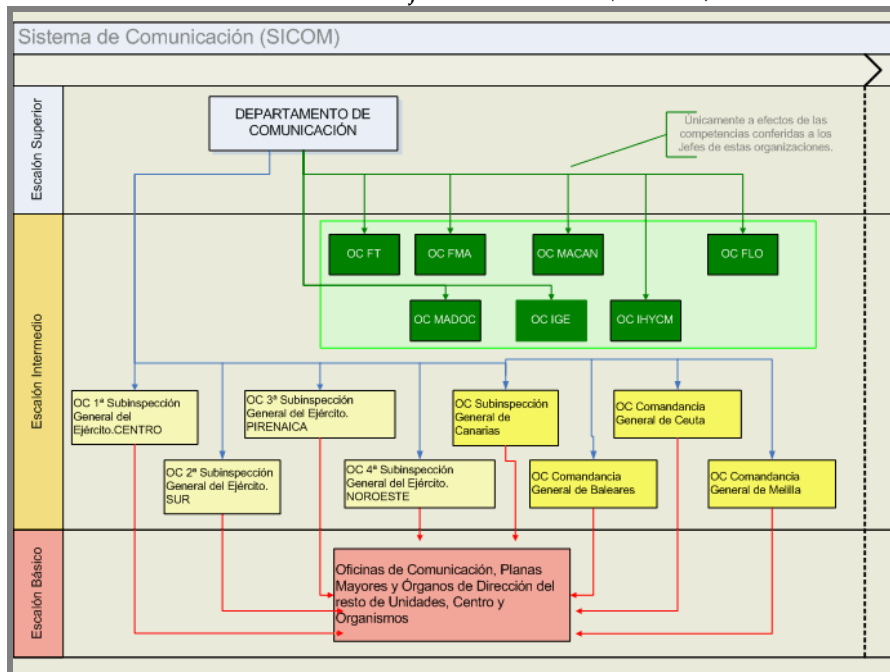 Sistema de Comunicación (SICOM)
Escalón Superior
DEPARTAMENTO DE
COMUNICACIÓN
Únicamente a efectos de las
competencias conferidas a los
Jefes de estas organizaciones.
Escalón Intermedio
OC FT
OC FMA
OC MACAN
OC FLO
OC MADOC
OC IGE
OC IHYCM
OC 1ª Subinspección
General del
Ejército.CENTRO
OC 3ª Subinspección
General del Ejército.
PIRENAICA
OC Subinspección
General de
Canarias
OC Comandancia
General de Ceuta
OC 2ª Subinspección
General del Ejército.
SUR
OC 4ª Subinspección
General del Ejército.
NOROESTE
OC Comandancia
General de Baleares
OC Comandancia
General de Melilla
Escalón Básico
Oficinas de Comunicación, Planas
Mayores y Órganos de Dirección del
resto de Unidades, Centro y
Organismos